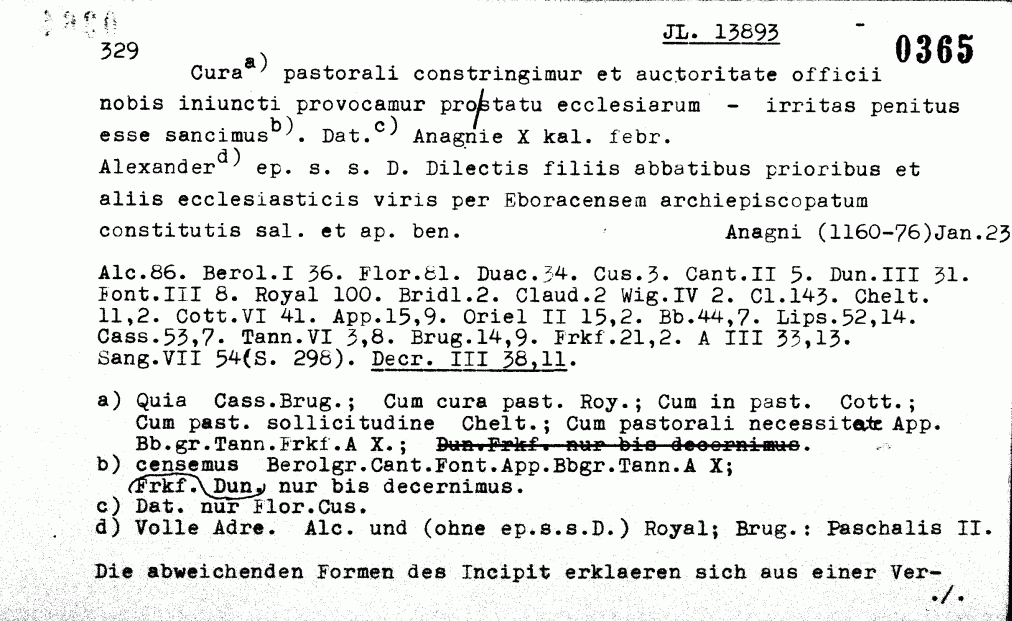 JL. 13893
0365
329
Cura a) pastorali constringimur et auctoritate officii
nobis iniuncti provocamur pro statu ecclesiarum - irritas penitus
esse sancimus b). Dat. c) Anagnie X kal. febr.
Alexander d) ep. s. s. D. Dilectis filiis abbatibus prioribus et
aliis ecclesiasticis viris per Eboracensem archiepiscopatum
constitutis sal. et ap. ben. Anagni (1160-76)Jan.23
Alc.86. Berol.I 36. Flor.81. Duac.34. Cus.3. Cant.II 5. Dun.III 31.
Font.III 8. Royal 100. Bridl.2. Claud.2 Wig.IV 2. Cl.143. Chelt.
11,2. Cott.VI 41. App.15,9. Oriel II 15,2. Bb.44,7. Lips.52,14.
Cass.53,7. Tann.VI 3,8. Brug.14,9. Frkf.21,2. A III 33,13.
Sang.VII 54(S. 298). Decr. III 38,11.
a) Quia Cass.Brug.; Cum cura past. Roy.; Cum in past. Cott.;
Cum past. sollicitudine Chelt.; Cum pastorali necessitate App.
Bb.gr.Tann.Frkf.A X.; Dun.Frkf. nur bis decernimus.
b) censemus Berolgr.Cant.Font.App.Bbgr.Tann.A X;
Frkf. Dun, nur bis decernimus.
c) Dat. nur Flor.Cus.
d) Volle Adre. Alc. und (ohne ep.s.s.D.) Royal; Brug.: Paschalis II.
Die abweichenden Formen des Incipit erklaeren sich aus einer Ver-
./.